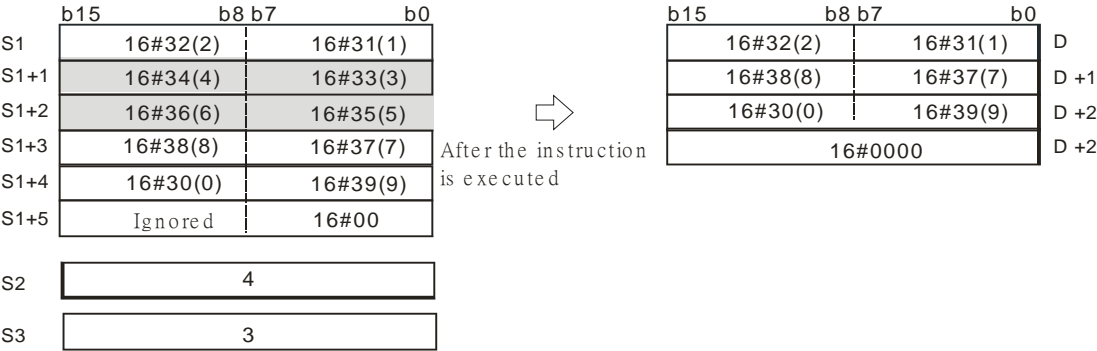 b15 b8 b7 b0 b15 b8 b7 b0
S1 16#32(2) 16#31(1) 16#32(2) 16#31(1) D
S1+1 16#34(4) 16#33(3) 16#38(8) 16#37(7) D +1
S1+2 16#36(6) 16#35(5) 16#30(0) 16#39(9) D +2
S1+3 16#38(8) 16#37(7) After the instruction 16#0000 D +2
S1+4 16#30(0) 16#39(9) is executed
S1+5 Ignored 16#00
S2 4
S3 3